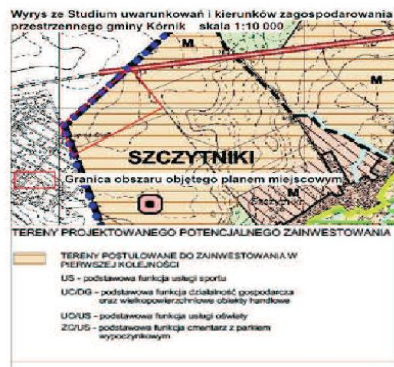 Wyrys ze Studium uwarunkowań i kierunków zagospodarowania
przestrzennego gminy Kórnik skala 1:10 000
M
M
SZCZYTNIKI
Granica obszaru objętego planem miejscowym
M
TERENY PROJEKTOWANEGO POTENCJALNEGO ZAINWESTOWANIA
TERENY POSTULOWANE DO ZAINWESTOWANIA W
PIERWSZEJ KOLEJNOŚCI
US - podstawowa funkcja usługi sportu
UC/DG - podstawowa funkcja działalność gospodarcza
oraz wielkopowierzchniowe obiekty handlowe
UO/US - podstawowa funkcja usługi oświaty
ZC/US - podstawowa funkcja cmentarz z parkiem
wypoczynkowym